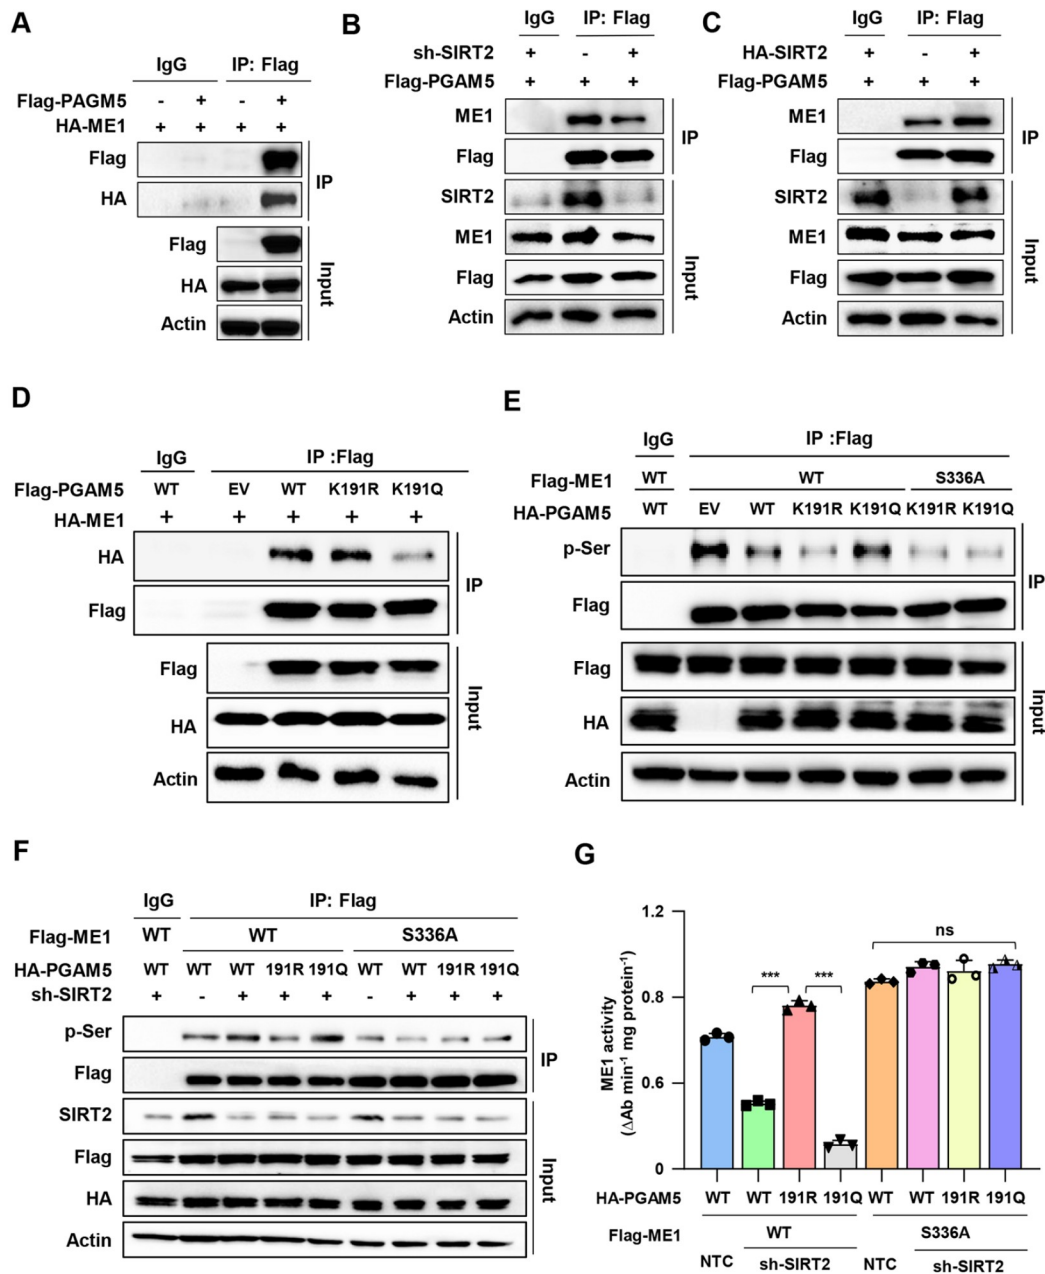 A
IgG IP: Flag
Flag-PAGM5 - + - +
HA-ME1 + + + +
Flag
HA
IP
Flag
HA
Actin
Input
B
IgG IP: Flag
sh-SIRT2 + - +
Flag-PGAM5 + + +
ME1
Flag
IP
SIRT2
ME1
Flag
Actin
Input
C
IgG IP: Flag
HA-SIRT2 + - +
Flag-PGAM5 + + +
ME1
Flag
IP
SIRT2
ME1
Flag
Actin
Input
D
IgG IP :Flag
Flag-PGAM5 WT EV WT K191R K191Q
HA-ME1 + + + + +
HA
Flag
IP
Flag
HA
Actin
Input
E
IgG IP :Flag
Flag-ME1 WT WT S336A
HA-PGAM5 WT EV WT K191R K191Q K191R K191Q
p-Ser
Flag
IP
Flag
HA
Actin
Input
F
IgG IP: Flag
Flag-ME1 WT WT S336A
HA-PGAM5 WT WT WT 191R 191Q WT WT 191R 191Q
sh-SIRT2 + - + + + - + + +
p-Ser
Flag
IP
SIRT2
Flag
HA
Actin
Input
G
ME1 activity
(ΔAb min⁻¹ mg protein⁻¹)
1.2
0.8
0.6
0
*** ***
ns
HA-PGAM5 WT WT 191R 191Q WT WT 191R 191Q
Flag-ME1 WT S336A
NTC sh-SIRT2 NTC sh-SIRT2